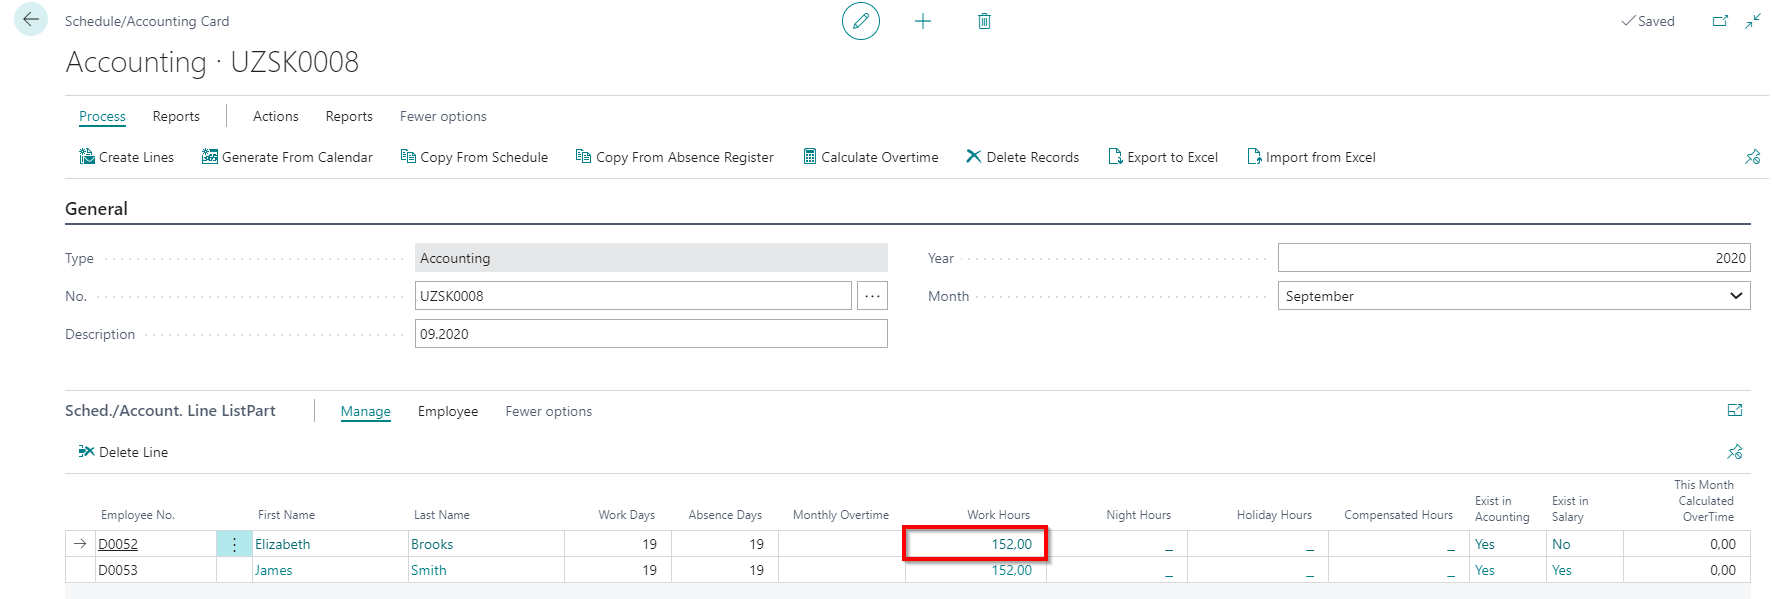 Schedule/Accounting Card
Saved
Accounting · UZSK0008
Process Reports Actions Reports Fewer options
Create Lines Generate From Calendar Copy From Schedule Copy From Absence Register Calculate Overtime Delete Records Export to Excel Import from Excel
General
Type Accounting Year 2020
No. UZSK0008 ... Month September
Description 09.2020
Sched./Account. Line ListPart Manage Employee Fewer options
Delete Line
Employee No. First Name Last Name Work Days Absence Days Monthly Overtime Work Hours Night Hours Holiday Hours Compensated Hours Exist in Acounting Exist in Salary This Month Calculated OverTime
D0052 Elizabeth Brooks 19 19 152,00 _ _ _ Yes No 0,00
D0053 James Smith 19 19 152,00 _ _ _ Yes Yes 0,00